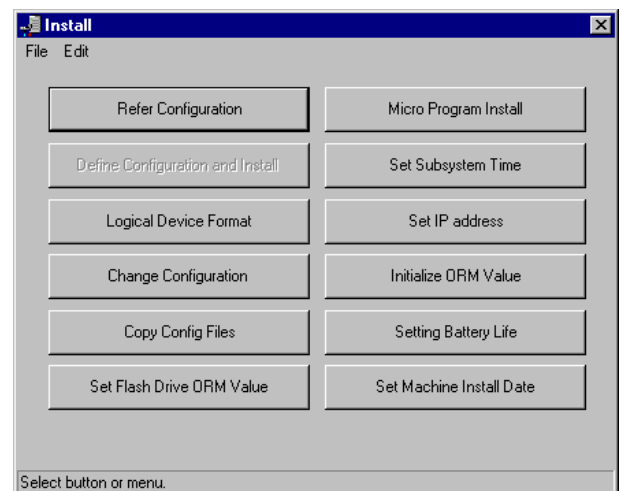 Install
File Edit
Refer Configuration Micro Program Install
Define Configuration and Install Set Subsystem Time
Logical Device Format Set IP address
Change Configuration Initialize ORM Value
Copy Config Files Setting Battery Life
Set Flash Drive ORM Value Set Machine Install Date
Select button or menu.